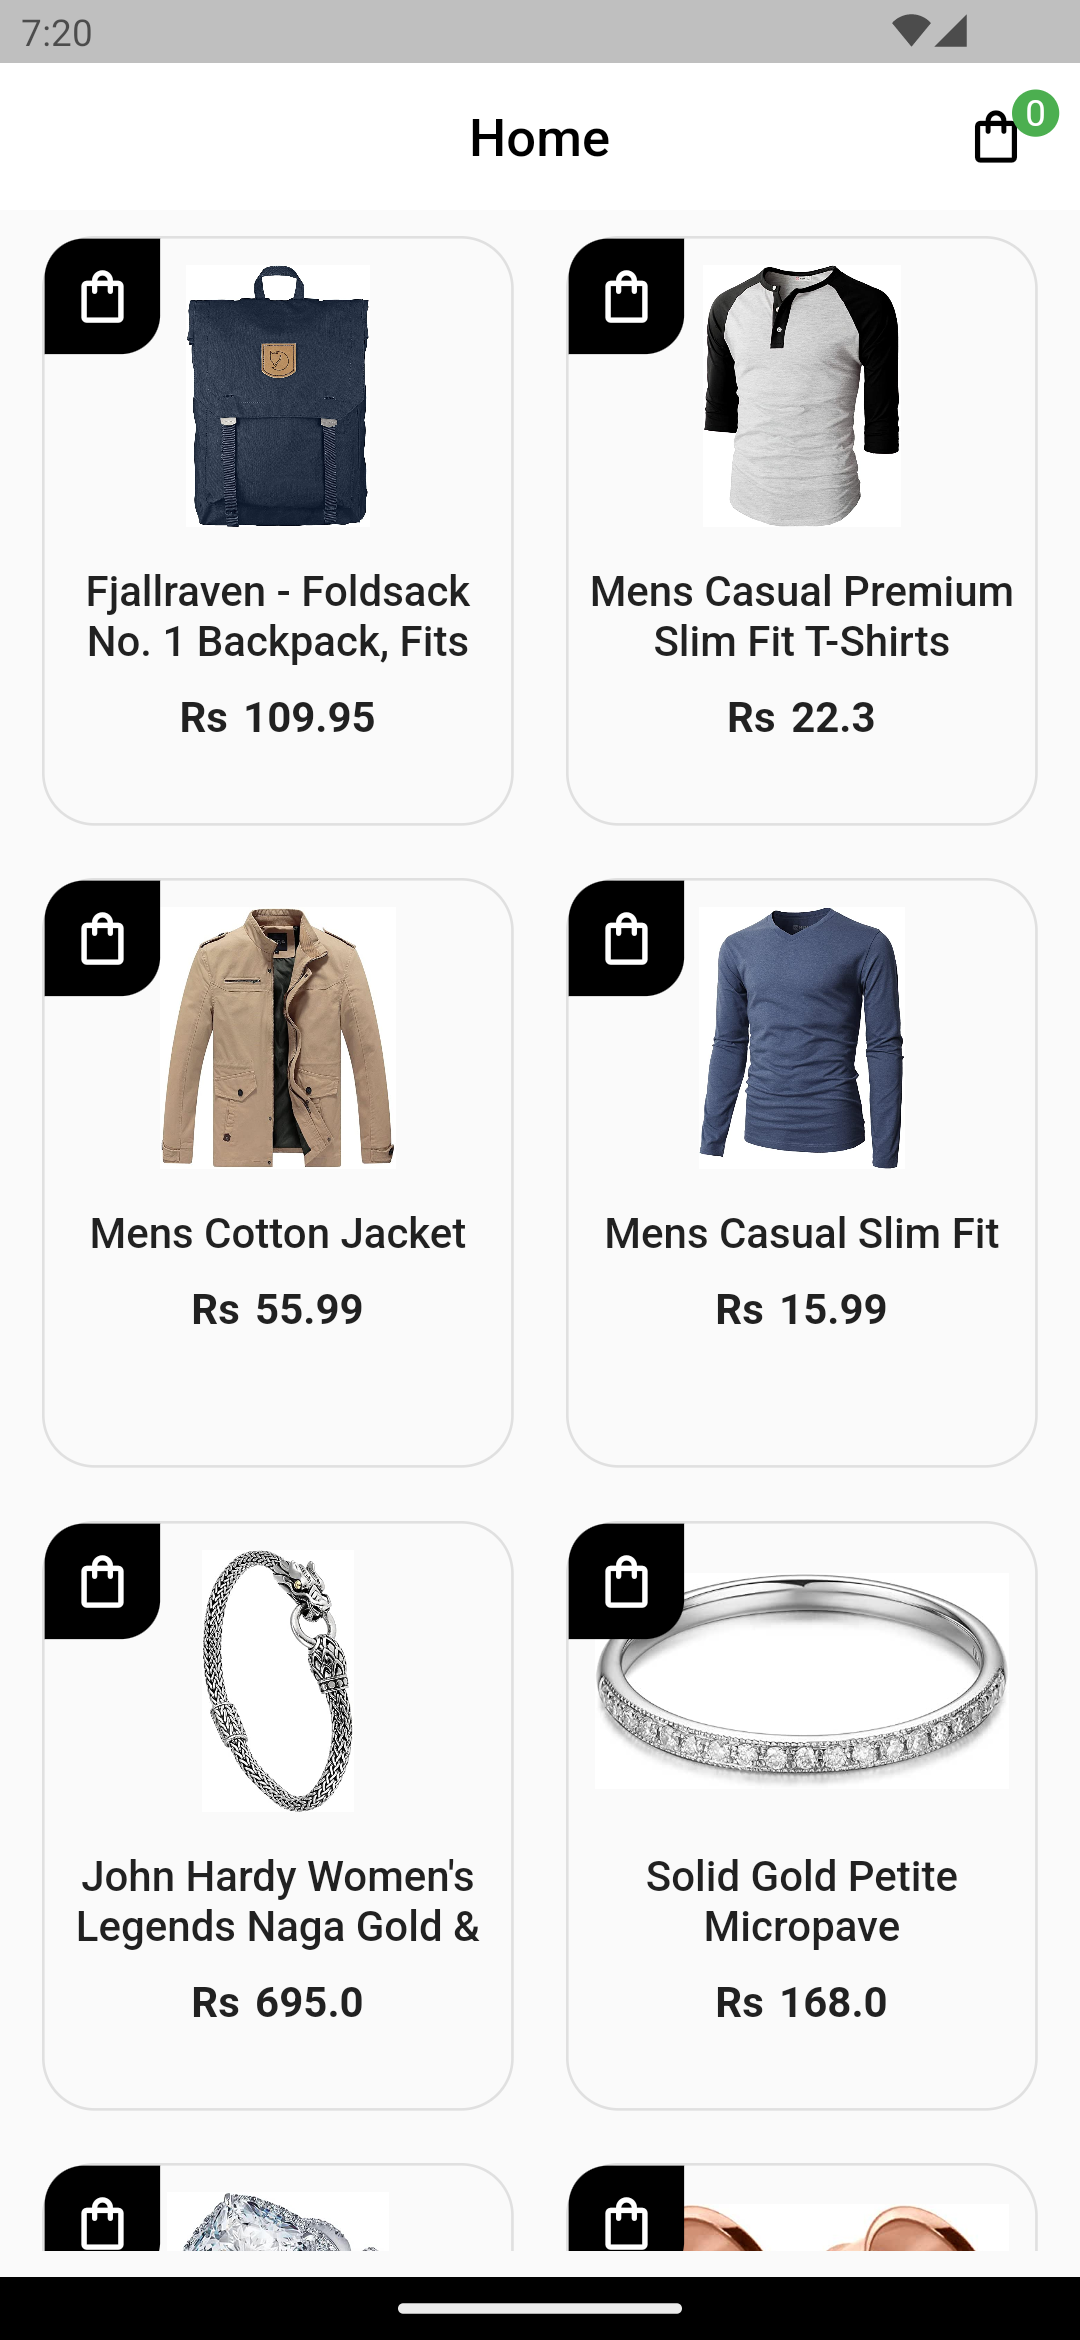 7:20
Home
0
Fjallraven - Foldsack
No. 1 Backpack, Fits
Rs 109.95
Mens Casual Premium
Slim Fit T-Shirts
Rs 22.3
Mens Cotton Jacket
Rs 55.99
Mens Casual Slim Fit
Rs 15.99
John Hardy Women's
Legends Naga Gold &
Rs 695.0
Solid Gold Petite
Micropave
Rs 168.0